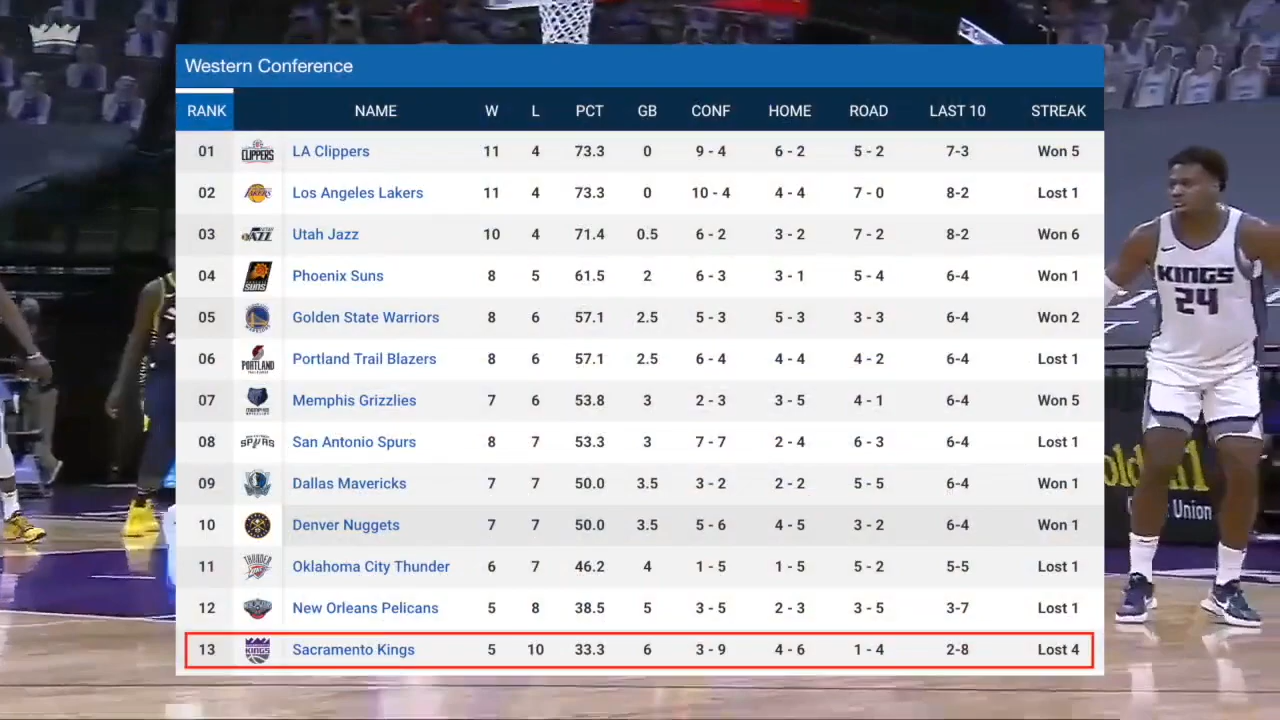 Western Conference
RANK NAME W L PCT GB CONF HOME ROAD LAST 10 STREAK
01 CLIPPERS LA Clippers 11 4 73.3 0 9 - 4 6 - 2 5 - 2 7-3 Won 5
02 LAKERS Los Angeles Lakers 11 4 73.3 0 10 - 4 4 - 4 7 - 0 8-2 Lost 1
03 JAZZ Utah Jazz 10 4 71.4 0.5 6 - 2 3 - 2 7 - 2 8-2 Won 6
04 SUNS Phoenix Suns 8 5 61.5 2 6 - 3 3 - 1 5 - 4 6-4 Won 1
05 Golden State Warriors 8 6 57.1 2.5 5 - 3 5 - 3 3 - 3 6-4 Won 2
06 PORTLAND Portland Trail Blazers 8 6 57.1 2.5 6 - 4 4 - 4 4 - 2 6-4 Lost 1
07 Memphis Grizzlies 7 6 53.8 3 2 - 3 3 - 5 4 - 1 6-4 Won 5
08 SPURS San Antonio Spurs 8 7 53.3 3 7 - 7 2 - 4 6 - 3 6-4 Lost 1
09 Dallas Mavericks 7 7 50.0 3.5 3 - 2 2 - 2 5 - 5 6-4 Won 1
10 Denver Nuggets 7 7 50.0 3.5 5 - 6 4 - 5 3 - 2 6-4 Won 1
11 THUNDER Oklahoma City Thunder 6 7 46.2 4 1 - 5 1 - 5 5 - 2 5-5 Lost 1
12 New Orleans Pelicans 5 8 38.5 5 3 - 5 2 - 3 3 - 5 3-7 Lost 1
13 KINGS Sacramento Kings 5 10 33.3 6 3 - 9 4 - 6 1 - 4 2-8 Lost 4
KINGS
24
Union